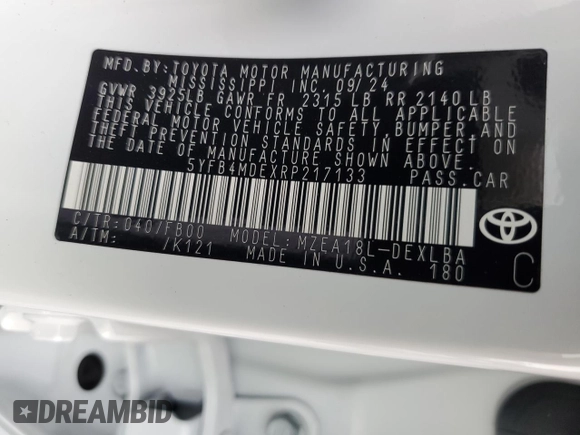 MFD. BY: TOYOTA MOTOR MANUFACTURING
MISSISSIPPI INC. 09/24
GVWR 3925LB GAWR FR 2315 LB RR 2140 LB
THIS VEHICLE CONFORMS TO ALL APPLICABLE
FEDERAL MOTOR VEHICLE SAFETY, BUMPER AND
THEFT PREVENTION STANDARDS IN EFFECT ON
THE DATE OF MANUFACTURE SHOWN ABOVE.
5YFB4MDEXRP217133 PASS.CAR
C/TR: 040/FB00 MODEL: MZEA18L-DEXLBA
A/TM: /K121 MADE IN U.S.A. 180
C
DREAMBID